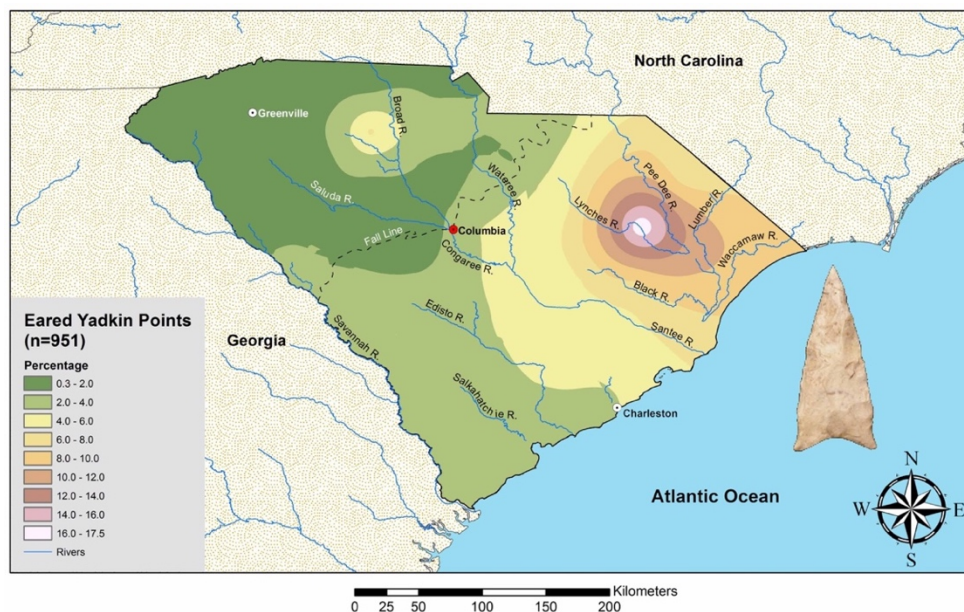 North Carolina
Greenville
Broad R.
Wateree R.
Pee Dee R.
Lumber R.
Saluda R.
Lynches R.
Waccamaw R.
Fall Line
Columbia
Congaree R.
Black R.
Edisto R.
Santee R.
Savannah R.
Georgia
Salkahatchie R.
Charleston
Atlantic Ocean
Eared Yadkin Points
(n=951)
Percentage
0.3 - 2.0
2.0 - 4.0
4.0 - 6.0
6.0 - 8.0
8.0 - 10.0
10.0 - 12.0
12.0 - 14.0
14.0 - 16.0
16.0 - 17.5
Rivers
N
W
E
S
Kilometers
0 25 50 100 150 200